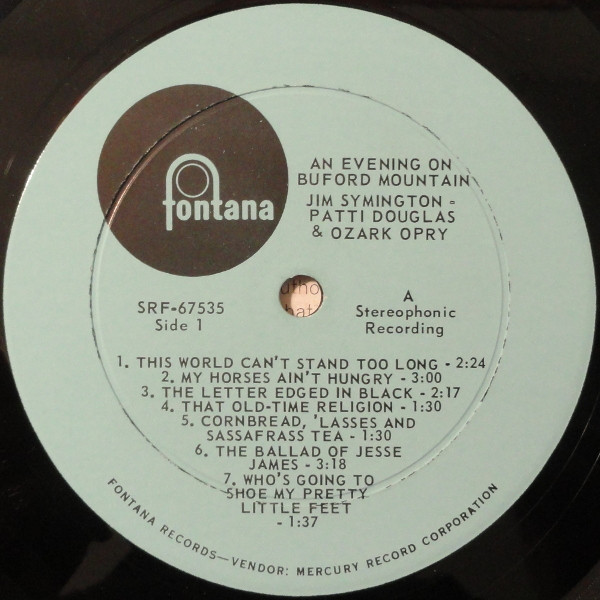 fontana
AN EVENING ON
BUFORD MOUNTAIN
JIM SYMINGTON -
PATTI DOUGLAS
& OZARK OPRY
SRF-67535
Side 1
A
Stereophonic
Recording
1. THIS WORLD CAN'T STAND TOO LONG - 2:24
2. MY HORSES AIN'T HUNGRY - 3:00
3. THE LETTER EDGED IN BLACK - 2:17
4. THAT OLD-TIME RELIGION - 1:30
5. CORNBREAD, 'LASSES AND
SASSAFRASS TEA - 1:30
6. THE BALLAD OF JESSE
JAMES - 3:18
7. WHO'S GOING TO
SHOE MY PRETTY
LITTLE FEET
- 1:37
FONTANA RECORDS—VENDOR: MERCURY RECORD CORPORATION